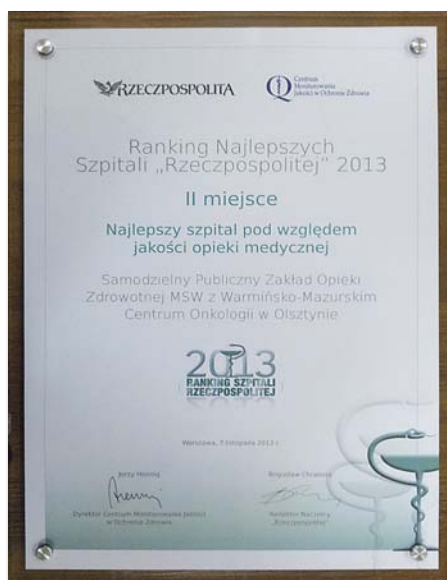 RZECZPOSPOLITA
Centrum
Monitorowania
Jakości w Ochronie Zdrowia
Ranking Najlepszych
Szpitali „Rzeczpospolitej” 2013
II miejsce
Najlepszy szpital pod względem
jakości opieki medycznej
Samodzielny Publiczny Zakład Opieki
Zdrowotnej MSW z Warmińsko-Mazurskim
Centrum Onkologii w Olsztynie
2013
RANKING SZPITALI
RZECZPOSPOLITEJ
Warszawa, 7 listopada 2013 r.
Jerzy Hennig
Bogusław Chrabota
Dyrektor Centrum Monitorowania Jakości
w Ochronie Zdrowia
Redaktor Naczelny
„Rzeczpospolitej”